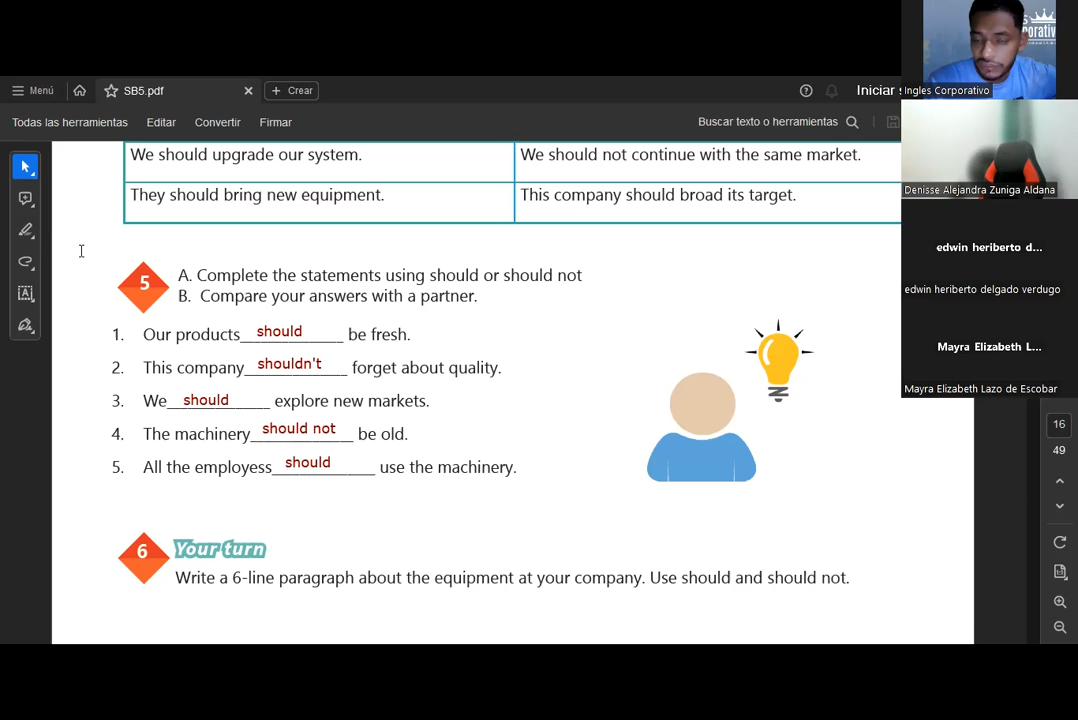 Menú
SB5.pdf
Crear
Iniciar s
Todas las herramientas
Editar
Convertir
Firmar
Buscar texto o herramientas
We should upgrade our system.
We should not continue with the same market.
They should bring new equipment.
This company should broad its target.
5
A. Complete the statements using should or should not
B. Compare your answers with a partner.
1. Our products should be fresh.
2. This company shouldn't forget about quality.
3. We should explore new markets.
4. The machinery should not be old.
5. All the employess should use the machinery.
6
Your turn
Write a 6-line paragraph about the equipment at your company. Use should and should not.
orativo
Ingles Corporativo
Denisse Alejandra Zuniga Aldana
edwin heriberto d...
edwin heriberto delgado verdugo
Mayra Elizabeth L...
Mayra Elizabeth Lazo de Escobar
16
49